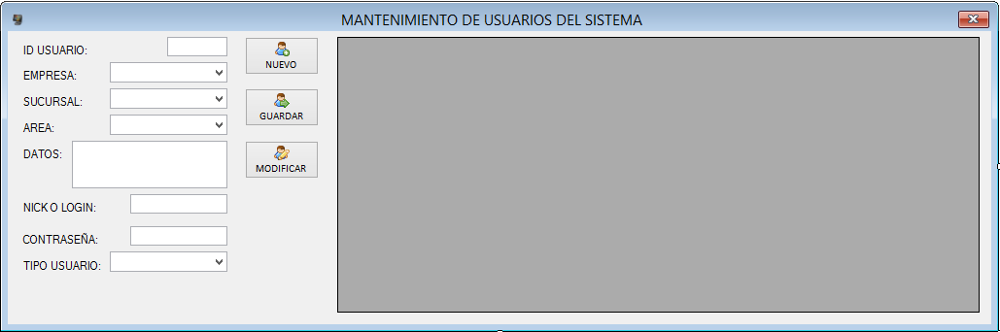 MANTENIMIENTO DE USUARIOS DEL SISTEMA
ID USUARIO:
NUEVO
EMPRESA:
SUCURSAL:
GUARDAR
AREA:
DATOS:
MODIFICAR
NICK O LOGIN:
CONTRASEÑA:
TIPO USUARIO: